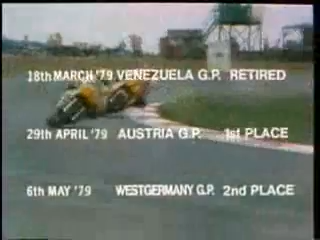 18th MARCH '79 VENEZUELA G.P. RETIRED
29th APRIL '79 AUSTRIA G.P. 1st PLACE
6th MAY '79 WESTGERMANY G.P. 2nd PLACE